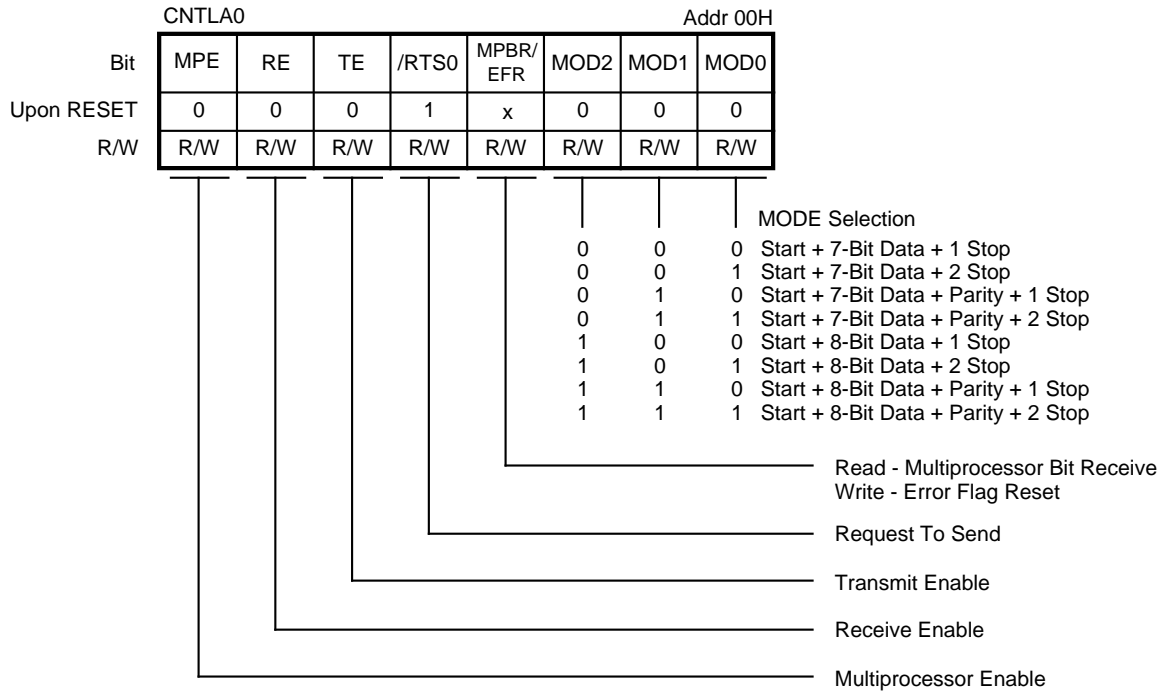 CNTLA0 Addr 00H
Bit MPE RE TE /RTS0 MPBR/ EFR MOD2 MOD1 MOD0
Upon RESET 0 0 0 1 x 0 0 0
R/W R/W R/W R/W R/W R/W R/W R/W R/W
MODE Selection
0 0 0 Start + 7-Bit Data + 1 Stop
0 0 1 Start + 7-Bit Data + 2 Stop
0 1 0 Start + 7-Bit Data + Parity + 1 Stop
0 1 1 Start + 7-Bit Data + Parity + 2 Stop
1 0 0 Start + 8-Bit Data + 1 Stop
1 0 1 Start + 8-Bit Data + 2 Stop
1 1 0 Start + 8-Bit Data + Parity + 1 Stop
1 1 1 Start + 8-Bit Data + Parity + 2 Stop
Read - Multiprocessor Bit Receive
Write - Error Flag Reset
Request To Send
Transmit Enable
Receive Enable
Multiprocessor Enable